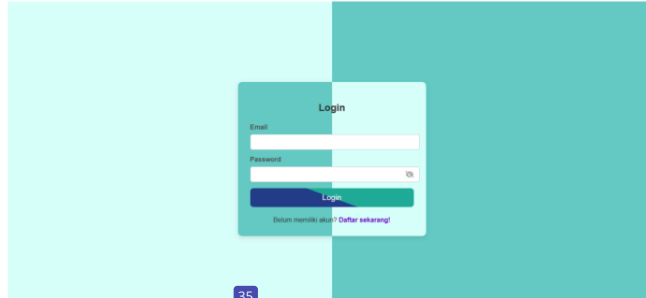 Login
Email
Password
Login
Belum memiliki akun? Daftar sekarang!
35